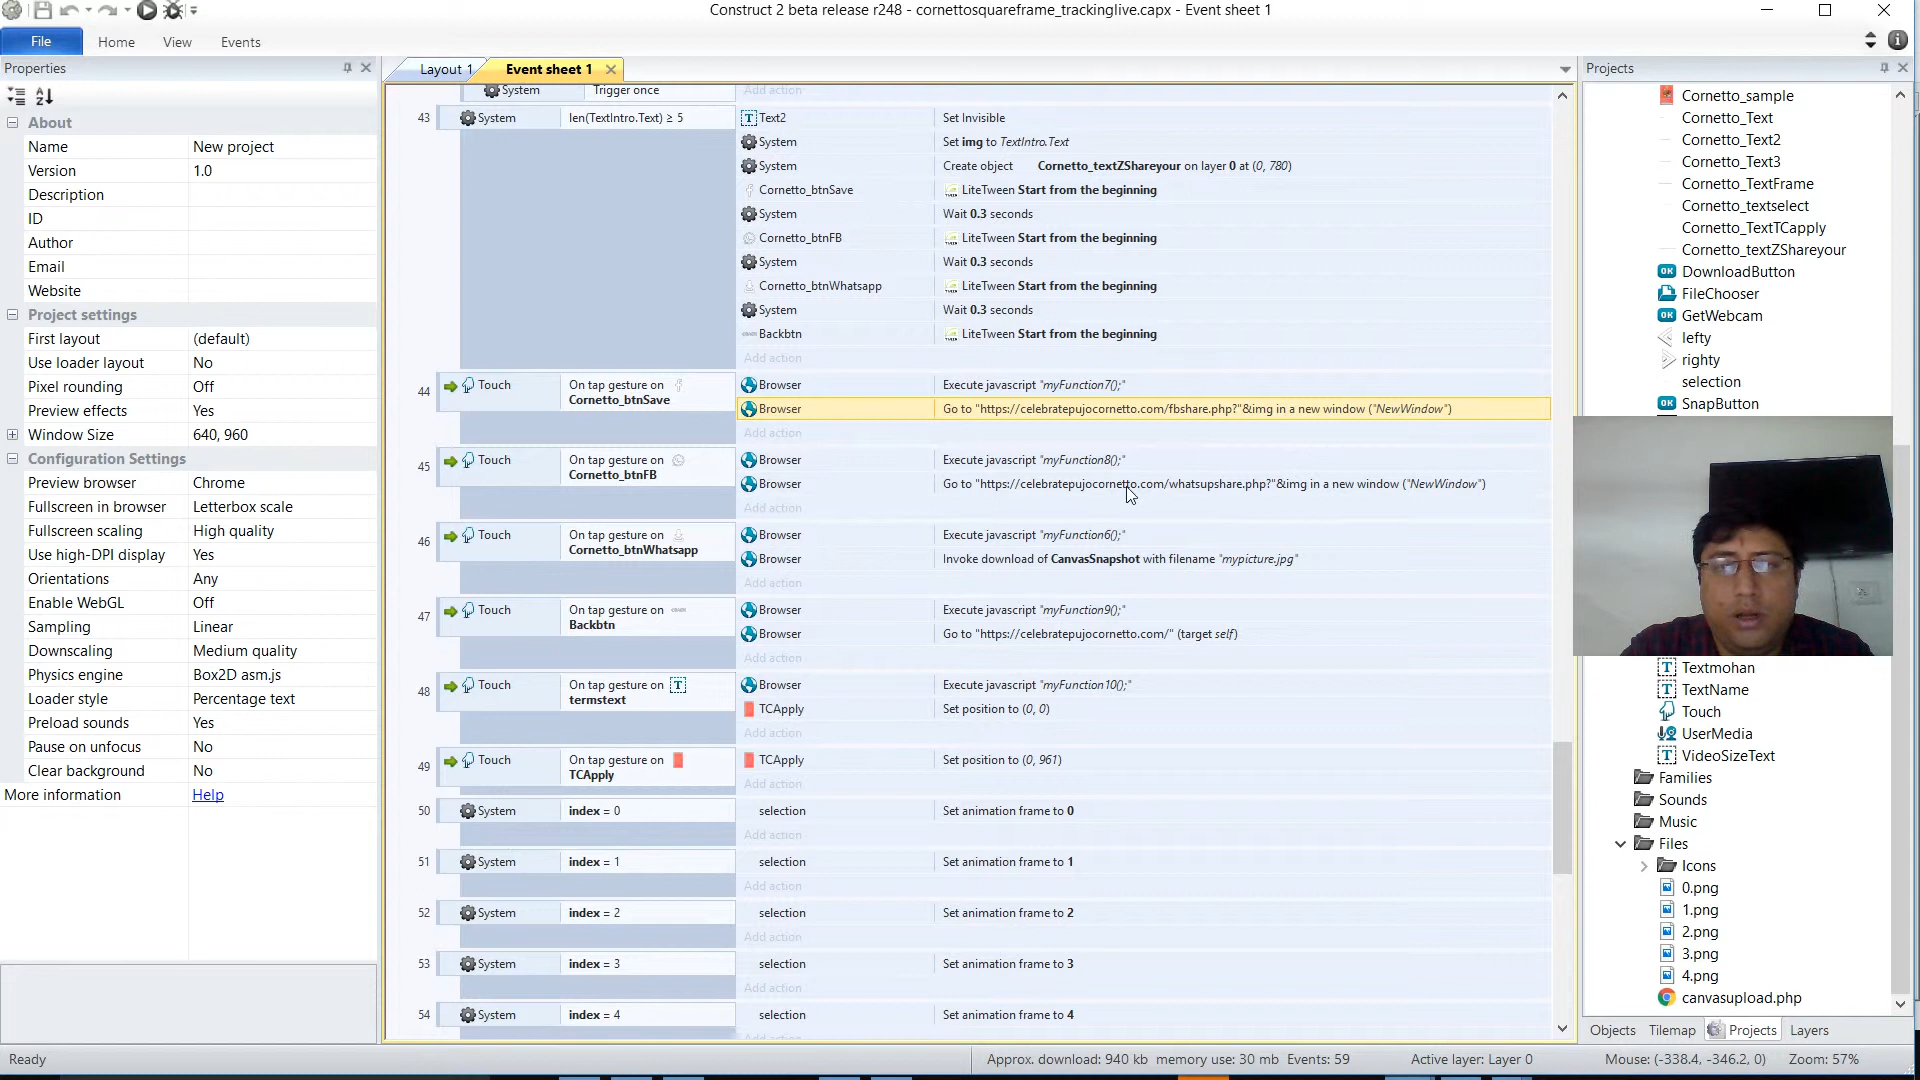 Construct 2 beta release r248 - cornettosquareframe_trackinglive.capx - Event sheet 1
File Home View Events
Properties
Layout 1 Event sheet 1
Projects
About
Name New project
Version 1.0
Description
ID
Author
Email
Website
Project settings
First layout (default)
Use loader layout No
Pixel rounding Off
Preview effects Yes
Window Size 640, 960
Configuration Settings
Preview browser Chrome
Fullscreen in browser Letterbox scale
Fullscreen scaling High quality
Use high-DPI display Yes
Orientations Any
Enable WebGL Off
Sampling Linear
Downscaling Medium quality
Physics engine Box2D asm.js
Loader style Percentage text
Preload sounds Yes
Pause on unfocus No
Clear background No
More information Help
System Trigger once Add action
43 System len(TextIntro.Text) ≥ 5 Text2 Set Invisible
System Set img to TextIntro.Text
System Create object Cornetto_textZShareyour on layer 0 at (0, 780)
Cornetto_btnSave LiteTween Start from the beginning
System Wait 0.3 seconds
Cornetto_btnFB LiteTween Start from the beginning
System Wait 0.3 seconds
Cornetto_btnWhatsapp LiteTween Start from the beginning
System Wait 0.3 seconds
Backbtn LiteTween Start from the beginning
Add action
44 Touch On tap gesture on Cornetto_btnSave Browser Execute javascript "myFunction7();"
Browser Go to "https://celebratepujocornetto.com/fbshare.php?"&img in a new window ("NewWindow")
Add action
45 Touch On tap gesture on Cornetto_btnFB Browser Execute javascript "myFunction8();"
Browser Go to "https://celebratepujocornetto.com/whatsupshare.php?"&img in a new window ("NewWindow")
Add action
46 Touch On tap gesture on Cornetto_btnWhatsapp Browser Execute javascript "myFunction6();"
Browser Invoke download of CanvasSnapshot with filename "mypicture.jpg"
Add action
47 Touch On tap gesture on Backbtn Browser Execute javascript "myFunction9();"
Browser Go to "https://celebratepujocornetto.com/" (target self)
Add action
48 Touch On tap gesture on termstext Browser Execute javascript "myFunction10();"
TCApply Set position to (0, 0)
Add action
49 Touch On tap gesture on TCApply TCApply Set position to (0, 961)
Add action
50 System index = 0 selection Set animation frame to 0
Add action
51 System index = 1 selection Set animation frame to 1
Add action
52 System index = 2 selection Set animation frame to 2
Add action
53 System index = 3 selection Set animation frame to 3
Add action
54 System index = 4 selection Set animation frame to 4
Cornetto_sample
Cornetto_Text
Cornetto_Text2
Cornetto_Text3
Cornetto_TextFrame
Cornetto_textselect
Cornetto_TextTCapply
Cornetto_textZShareyour
OK DownloadButton
FileChooser
OK GetWebcam
lefty
righty
selection
OK SnapButton
Textmohan
TextName
Touch
UserMedia
VideoSizeText
Families
Sounds
Music
Files
Icons
0.png
1.png
2.png
3.png
4.png
canvasupload.php
Objects Tilemap Projects Layers
Ready Approx. download: 940 kb memory use: 30 mb Events: 59 Active layer: Layer 0 Mouse: (-338.4, -346.2, 0) Zoom: 57%